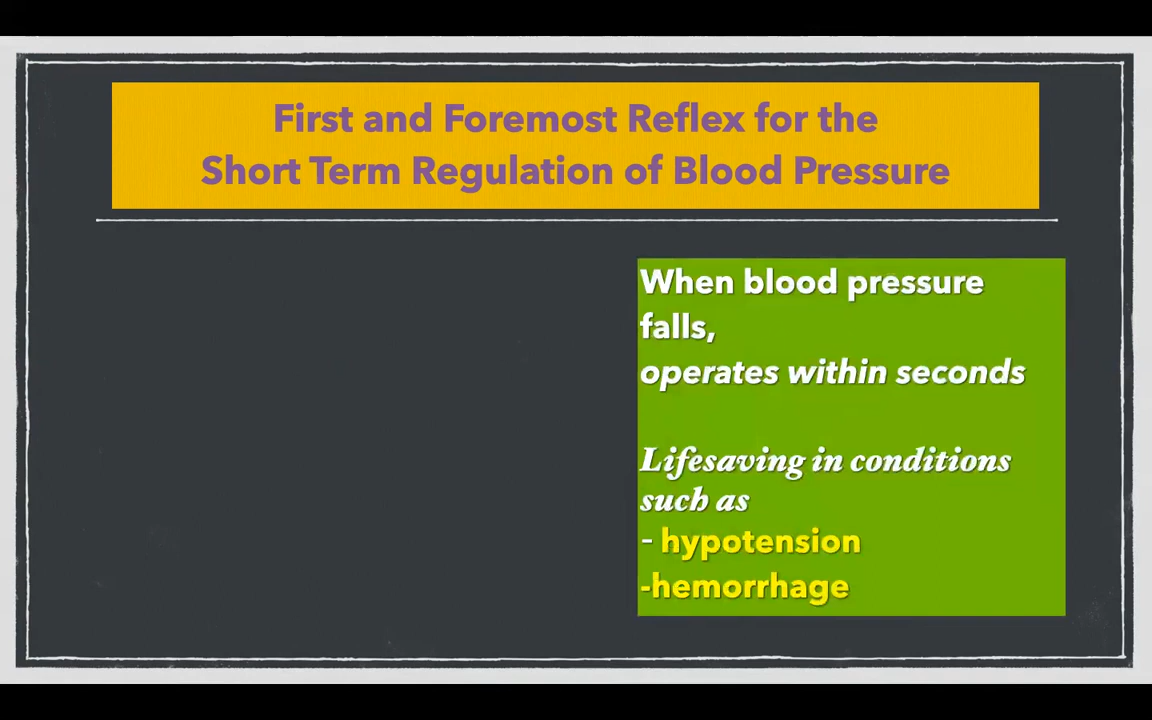 First and Foremost Reflex for the
Short Term Regulation of Blood Pressure
When blood pressure
falls,
operates within seconds
Lifesaving in conditions
such as
- hypotension
-hemorrhage